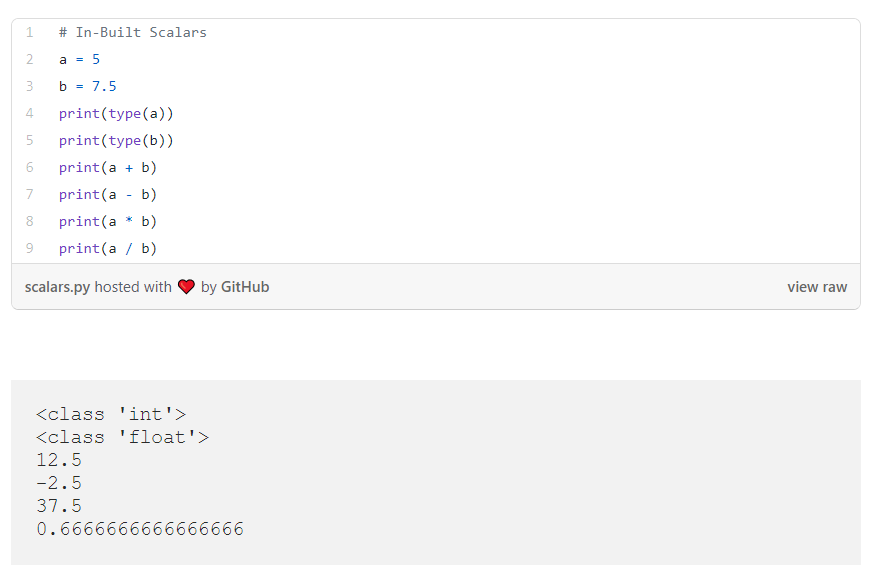 1 # In-Built Scalars
2 a = 5
3 b = 7.5
4 print(type(a))
5 print(type(b))
6 print(a + b)
7 print(a - b)
8 print(a * b)
9 print(a / b)
scalars.py hosted with ❤ by GitHub view raw
<class 'int'>
<class 'float'>
12.5
-2.5
37.5
0.6666666666666666